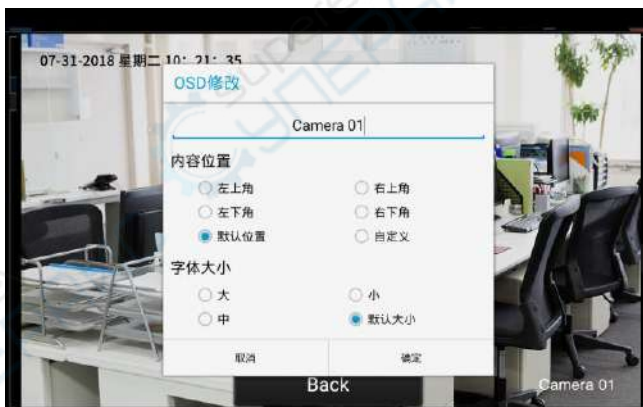 07-31-2018 星期二 10: 21: 35
OSD修改
Camera 01
内容位置
左上角 右上角
左下角 右下角
默认位置 自定义
字体大小
大 小
中 默认大小
取消 确定
Back
Camera 01